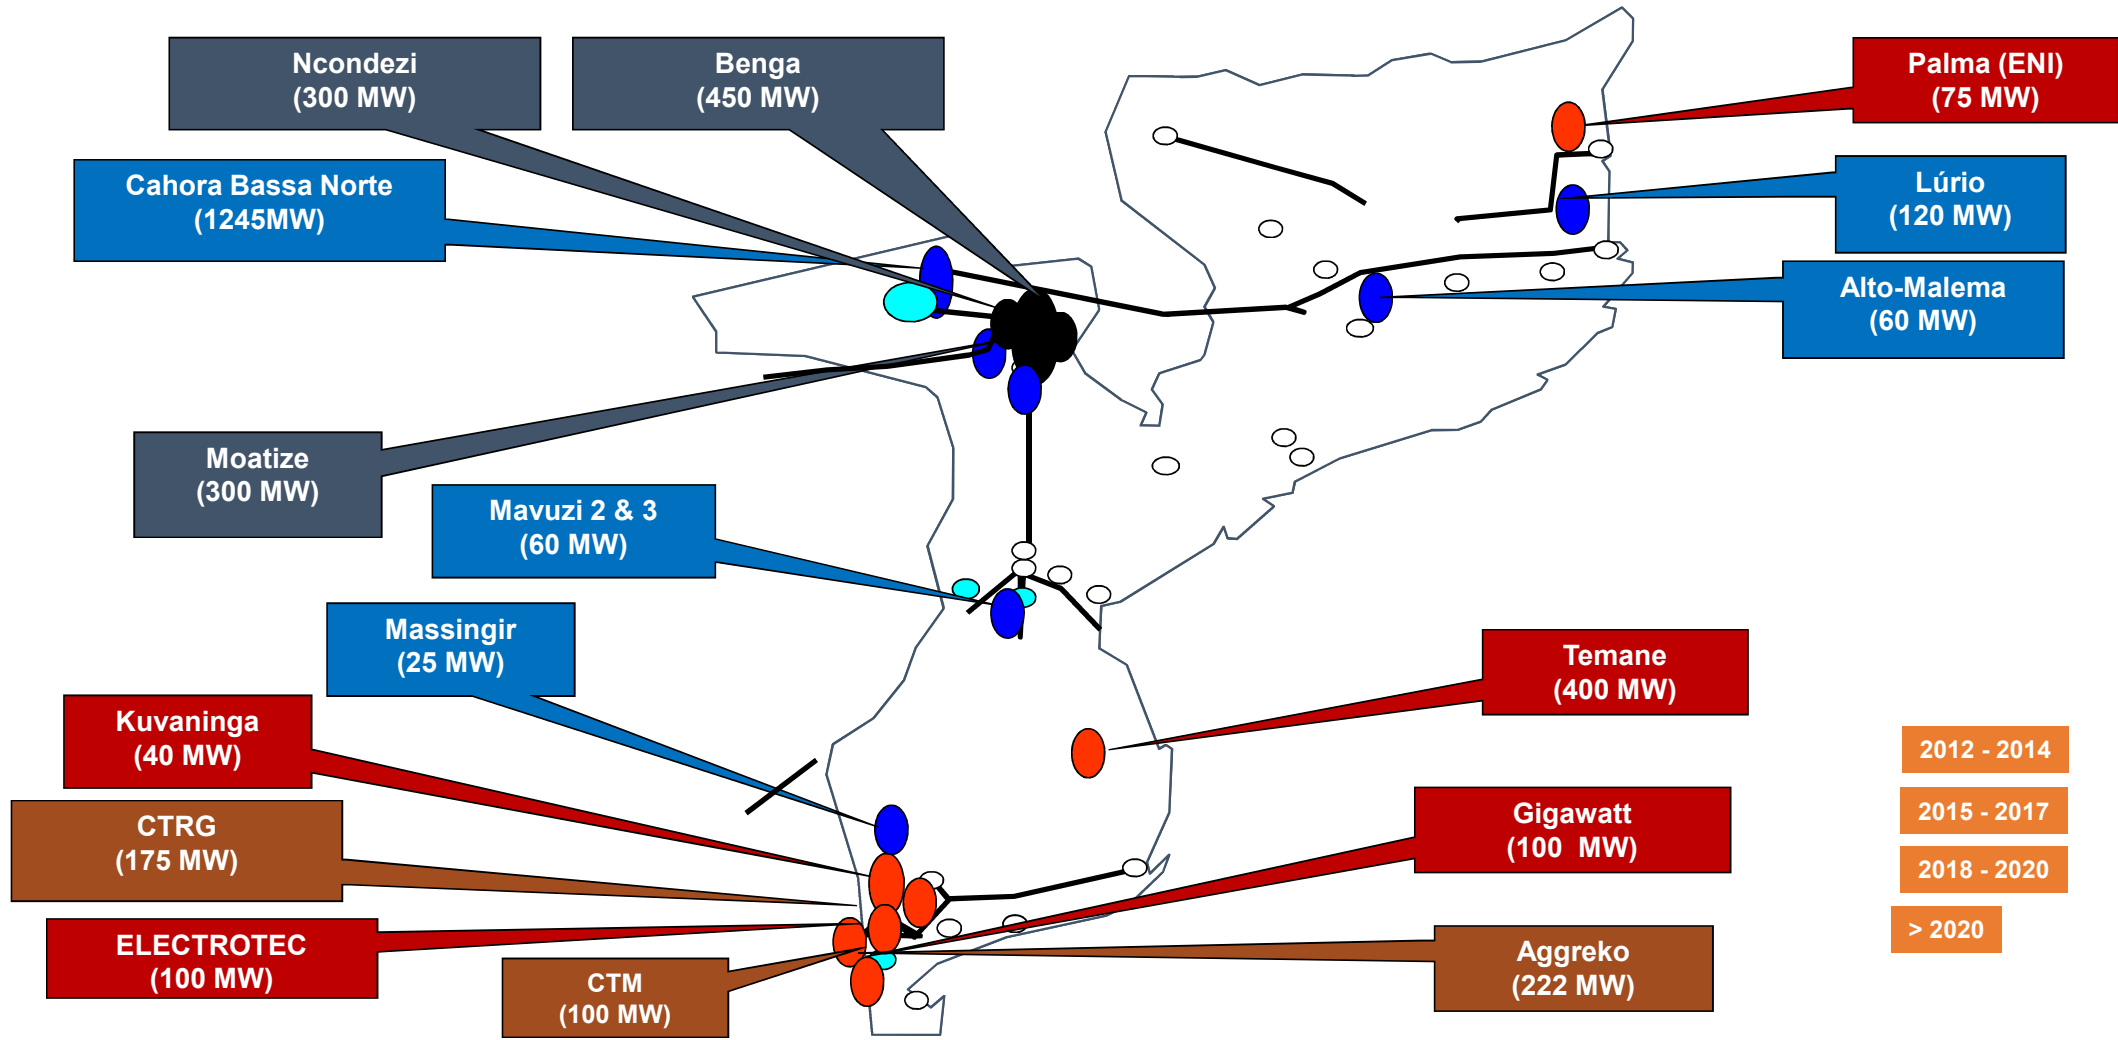 Ncondezi
(300 MW)
Benga
(450 MW)
Palma (ENI)
(75 MW)
Cahora Bassa Norte
(1245MW)
Lúrio
(120 MW)
Alto-Malema
(60 MW)
Moatize
(300 MW)
Mavuzi 2 & 3
(60 MW)
Massingir
(25 MW)
Temane
(400 MW)
Kuvaninga
(40 MW)
2012 - 2014
2015 - 2017
2018 - 2020
> 2020
CTRG
(175 MW)
Gigawatt
(100  MW)
ELECTROTEC
(100 MW)
CTM
(100 MW)
Aggreko
(222 MW)